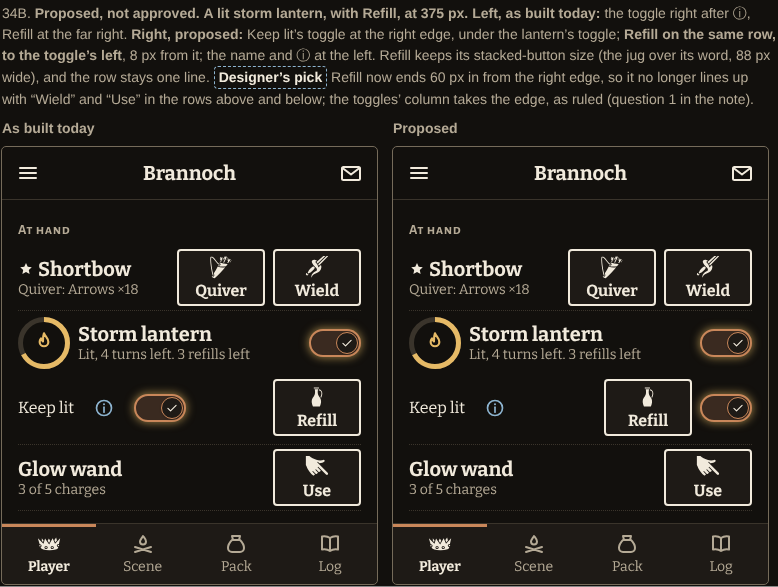 34B. Proposed, not approved. A lit storm lantern, with Refill, at 375 px. Left, as built today: the toggle right after ⓘ,
Refill at the far right. Right, proposed: Keep lit's toggle at the right edge, under the lantern's toggle; Refill on the same row,
to the toggle's left, 8 px from it; the name and ⓘ at the left. Refill keeps its stacked-button size (the jug over its word, 88 px
wide), and the row stays one line. Designer's pick Refill now ends 60 px in from the right edge, so it no longer lines up
with “Wield” and “Use” in the rows above and below; the toggles' column takes the edge, as ruled (question 1 in the note).
As built today
Brannoch
AT HAND
Shortbow
Quiver: Arrows ×18
Quiver
Wield
Storm lantern
Lit, 4 turns left. 3 refills left
Keep lit
Refill
Glow wand
3 of 5 charges
Use
Player
Scene
Pack
Log
Proposed
Brannoch
AT HAND
Shortbow
Quiver: Arrows ×18
Quiver
Wield
Storm lantern
Lit, 4 turns left. 3 refills left
Keep lit
Refill
Glow wand
3 of 5 charges
Use
Player
Scene
Pack
Log